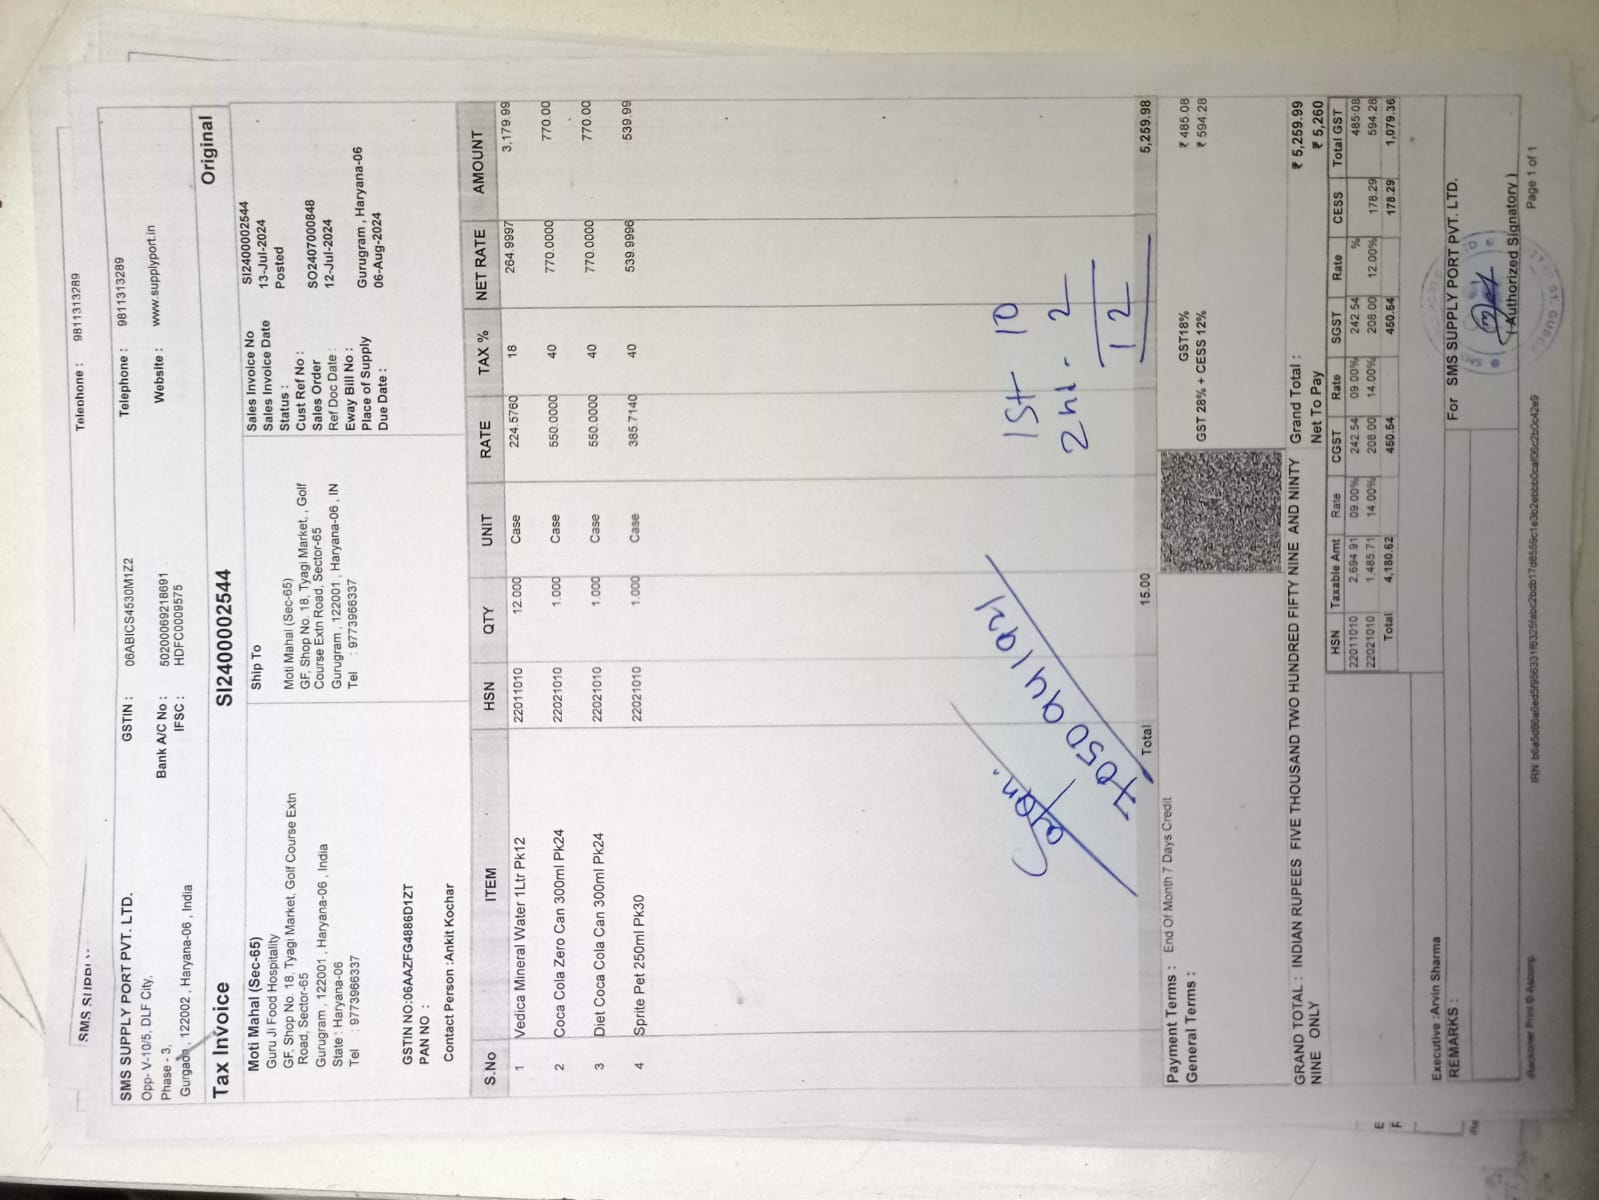 Telephone : 9811313289
SMS SUPPLY PORT PVT. LTD.
Opp- V-10/5, DLF City,
Phase - 3,
Gurgaon , 122002 , Haryana-06 , India
GSTIN : 06ABICS4530M1Z2
Bank A/C No : 50200069218691
IFSC : HDFC0009575
Telephone : 9811313289
Website : www.supplyport.in
Tax Invoice SI2400002544 Original
Moti Mahal (Sec-65)
Guru Ji Food Hospitality
GF, Shop No. 18, Tyagi Market, Golf Course Extn
Road, Sector-65
Gurugram , 122001 , Haryana-06 , India
State : Haryana-06
Tel : 9773966337
GSTIN NO:06AAZFG4886D1ZT
PAN NO :
Contact Person :Ankit Kochar
Ship To
Moti Mahal (Sec-65)
GF, Shop No. 18, Tyagi Market, , Golf
Course Extn Road, Sector-65
Gurugram , 122001 , Haryana-06 , IN
Tel : 9773966337
Sales Invoice No SI2400002544
Sales Invoice Date 13-Jul-2024
Status : Posted
Cust Ref No :
Sales Order SO2407000848
Ref Doc Date : 12-Jul-2024
Eway Bill No :
Place of Supply Gurugram , Haryana-06
Due Date : 06-Aug-2024
S.No ITEM HSN QTY UNIT RATE TAX % NET RATE AMOUNT
1 Vedica Mineral Water 1Ltr Pk12 22011010 12.000 Case 224.5760 18 264.9997 3,179.99
2 Coca Cola Zero Can 300ml Pk24 22021010 1.000 Case 550.0000 40 770.0000 770.00
3 Diet Coca Cola Can 300ml Pk24 22021010 1.000 Case 550.0000 40 770.0000 770.00
4 Sprite Pet 250ml Pk30 22021010 1.000 Case 385.7140 40 539.9996 539.99
1St 10
2nd - 2
12
7050941921
Total 15.00 5,259.98
Payment Terms : End Of Month 7 Days Credit
General Terms :
GST18% ₹ 485.08
GST 28% + CESS 12% ₹ 594.28
GRAND TOTAL : INDIAN RUPEES FIVE THOUSAND TWO HUNDRED FIFTY NINE AND NINTY
NINE ONLY
Grand Total : ₹ 5,259.99
Net To Pay ₹ 5,260
HSN Taxable Amt Rate CGST Rate SGST Rate CESS Total GST
22011010 2,694.91 09.00% 242.54 09.00% 242.54 % 485.08
22021010 1,485.71 14.00% 208.00 14.00% 208.00 12.00% 178.29 594.28
Total 4,180.62 450.54 450.54 178.29 1,079.36
Executive :Arvin Sharma
REMARKS :
For SMS SUPPLY PORT PVT. LTD.
( Authorized Signatory )
Page 1 of 1